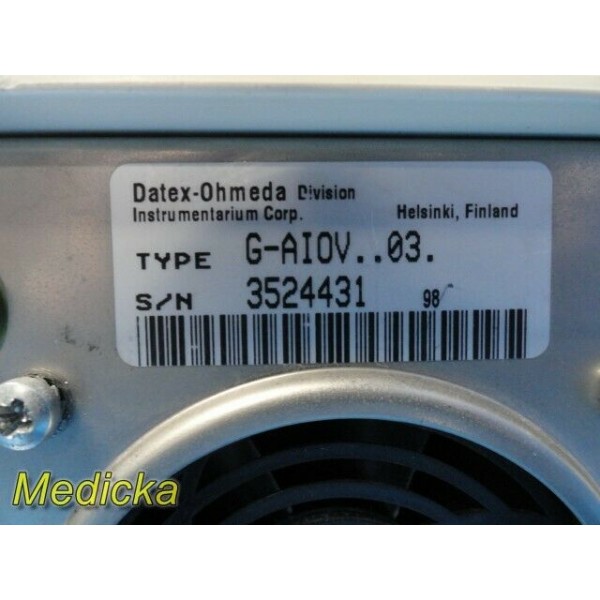 Datex-Ohmeda Division
Instrumentarium Corp. Helsinki, Finland
TYPE G-AIOV..03.
S/N 3524431 98
Medicka